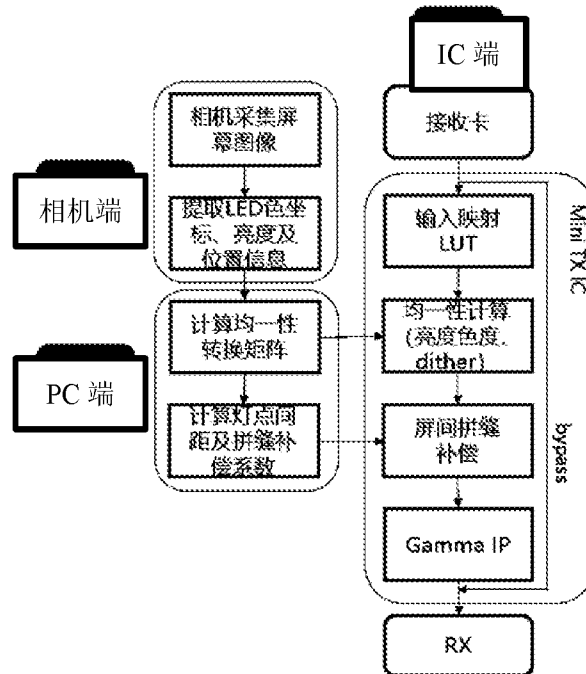 IC 端
接收卡
相机采集屏
幕图像
相机端
提取LED色坐
标、亮度及
位置信息
输入映射
LUT
Mini TX IC
PC 端
计算均一性
转换矩阵
均一性计算
(亮度色度、
dither)
计算灯点间
距及拼缝补
偿系数
屏间拼缝
补偿
bypass
Gamma IP
RX